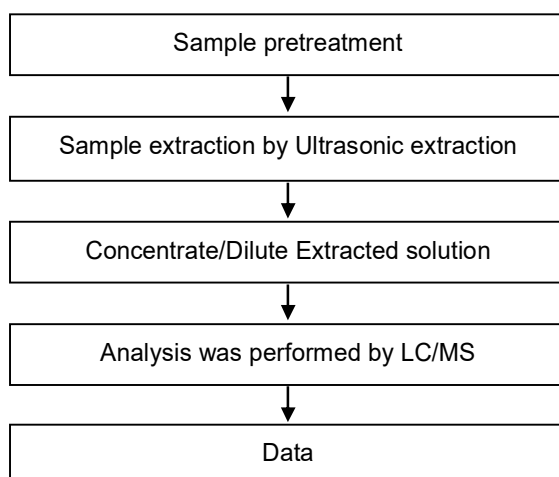 Sample pretreatment
Sample extraction by Ultrasonic extraction
Concentrate/Dilute Extracted solution
Analysis was performed by LC/MS
Data